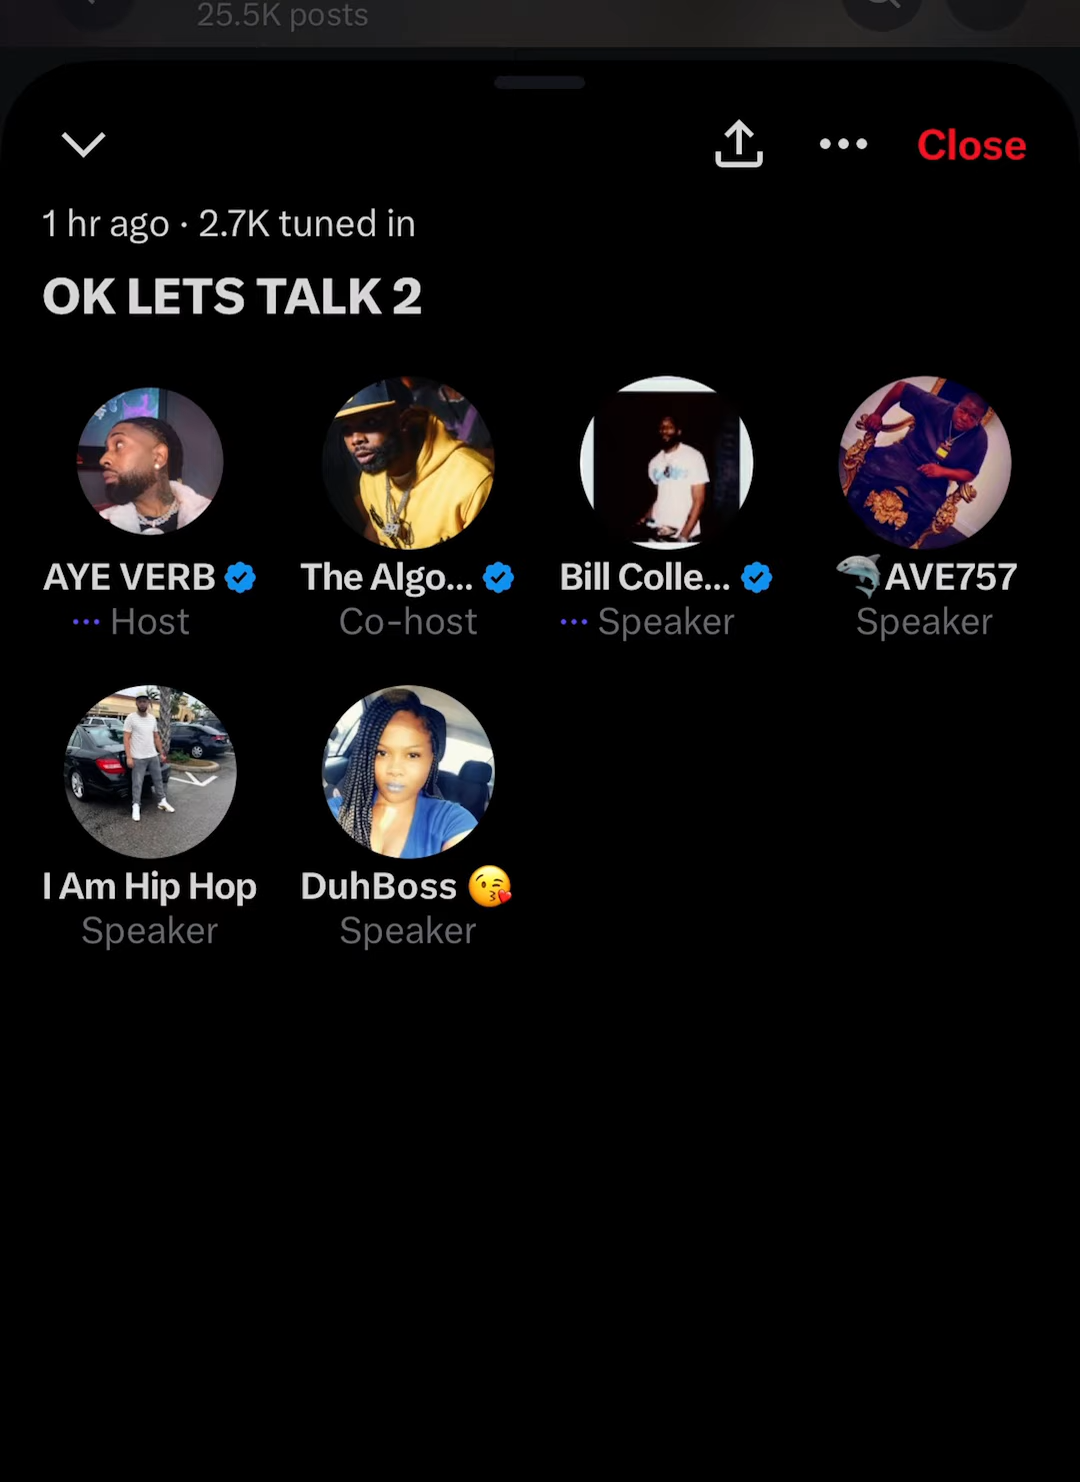 25.5K posts
Close
1 hr ago · 2.7K tuned in
OK LETS TALK 2
AYE VERB
The Algo...
Bill Colle...
🦈AVE757
Host
Co-host
Speaker
Speaker
I Am Hip Hop
DuhBoss 😘
Speaker
Speaker